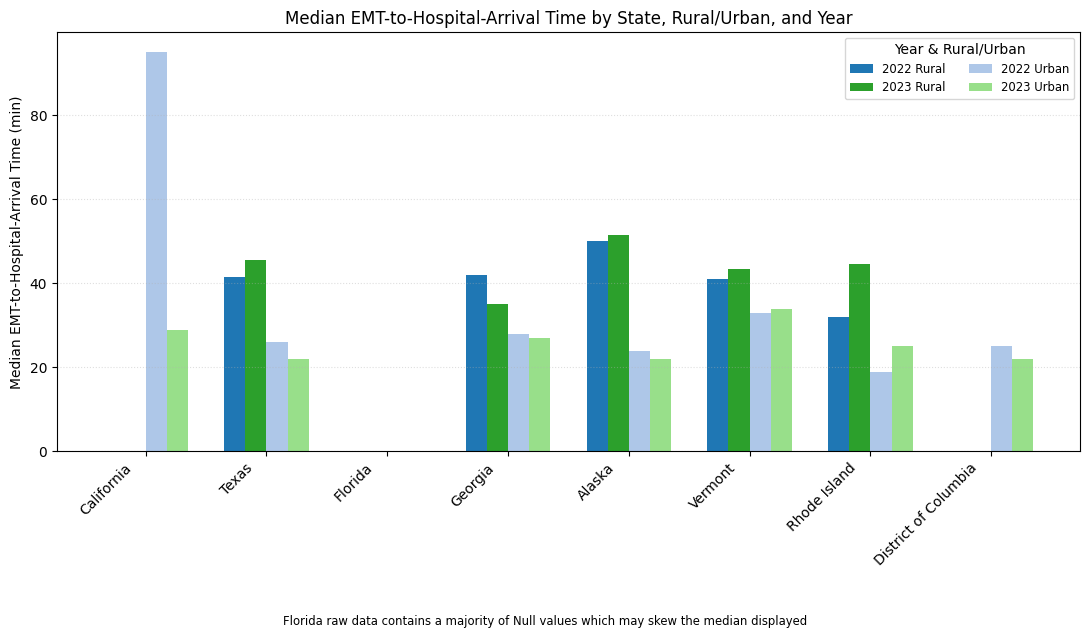 Median EMT-to-Hospital-Arrival Time by State, Rural/Urban, and Year
Year & Rural/Urban
2022 Rural
2023 Rural
2022 Urban
2023 Urban
Median EMT-to-Hospital-Arrival Time (min)
80
60
40
20
0
California
Texas
Florida
Georgia
Alaska
Vermont
Rhode Island
District of Columbia
Florida raw data contains a majority of Null values which may skew the median displayed